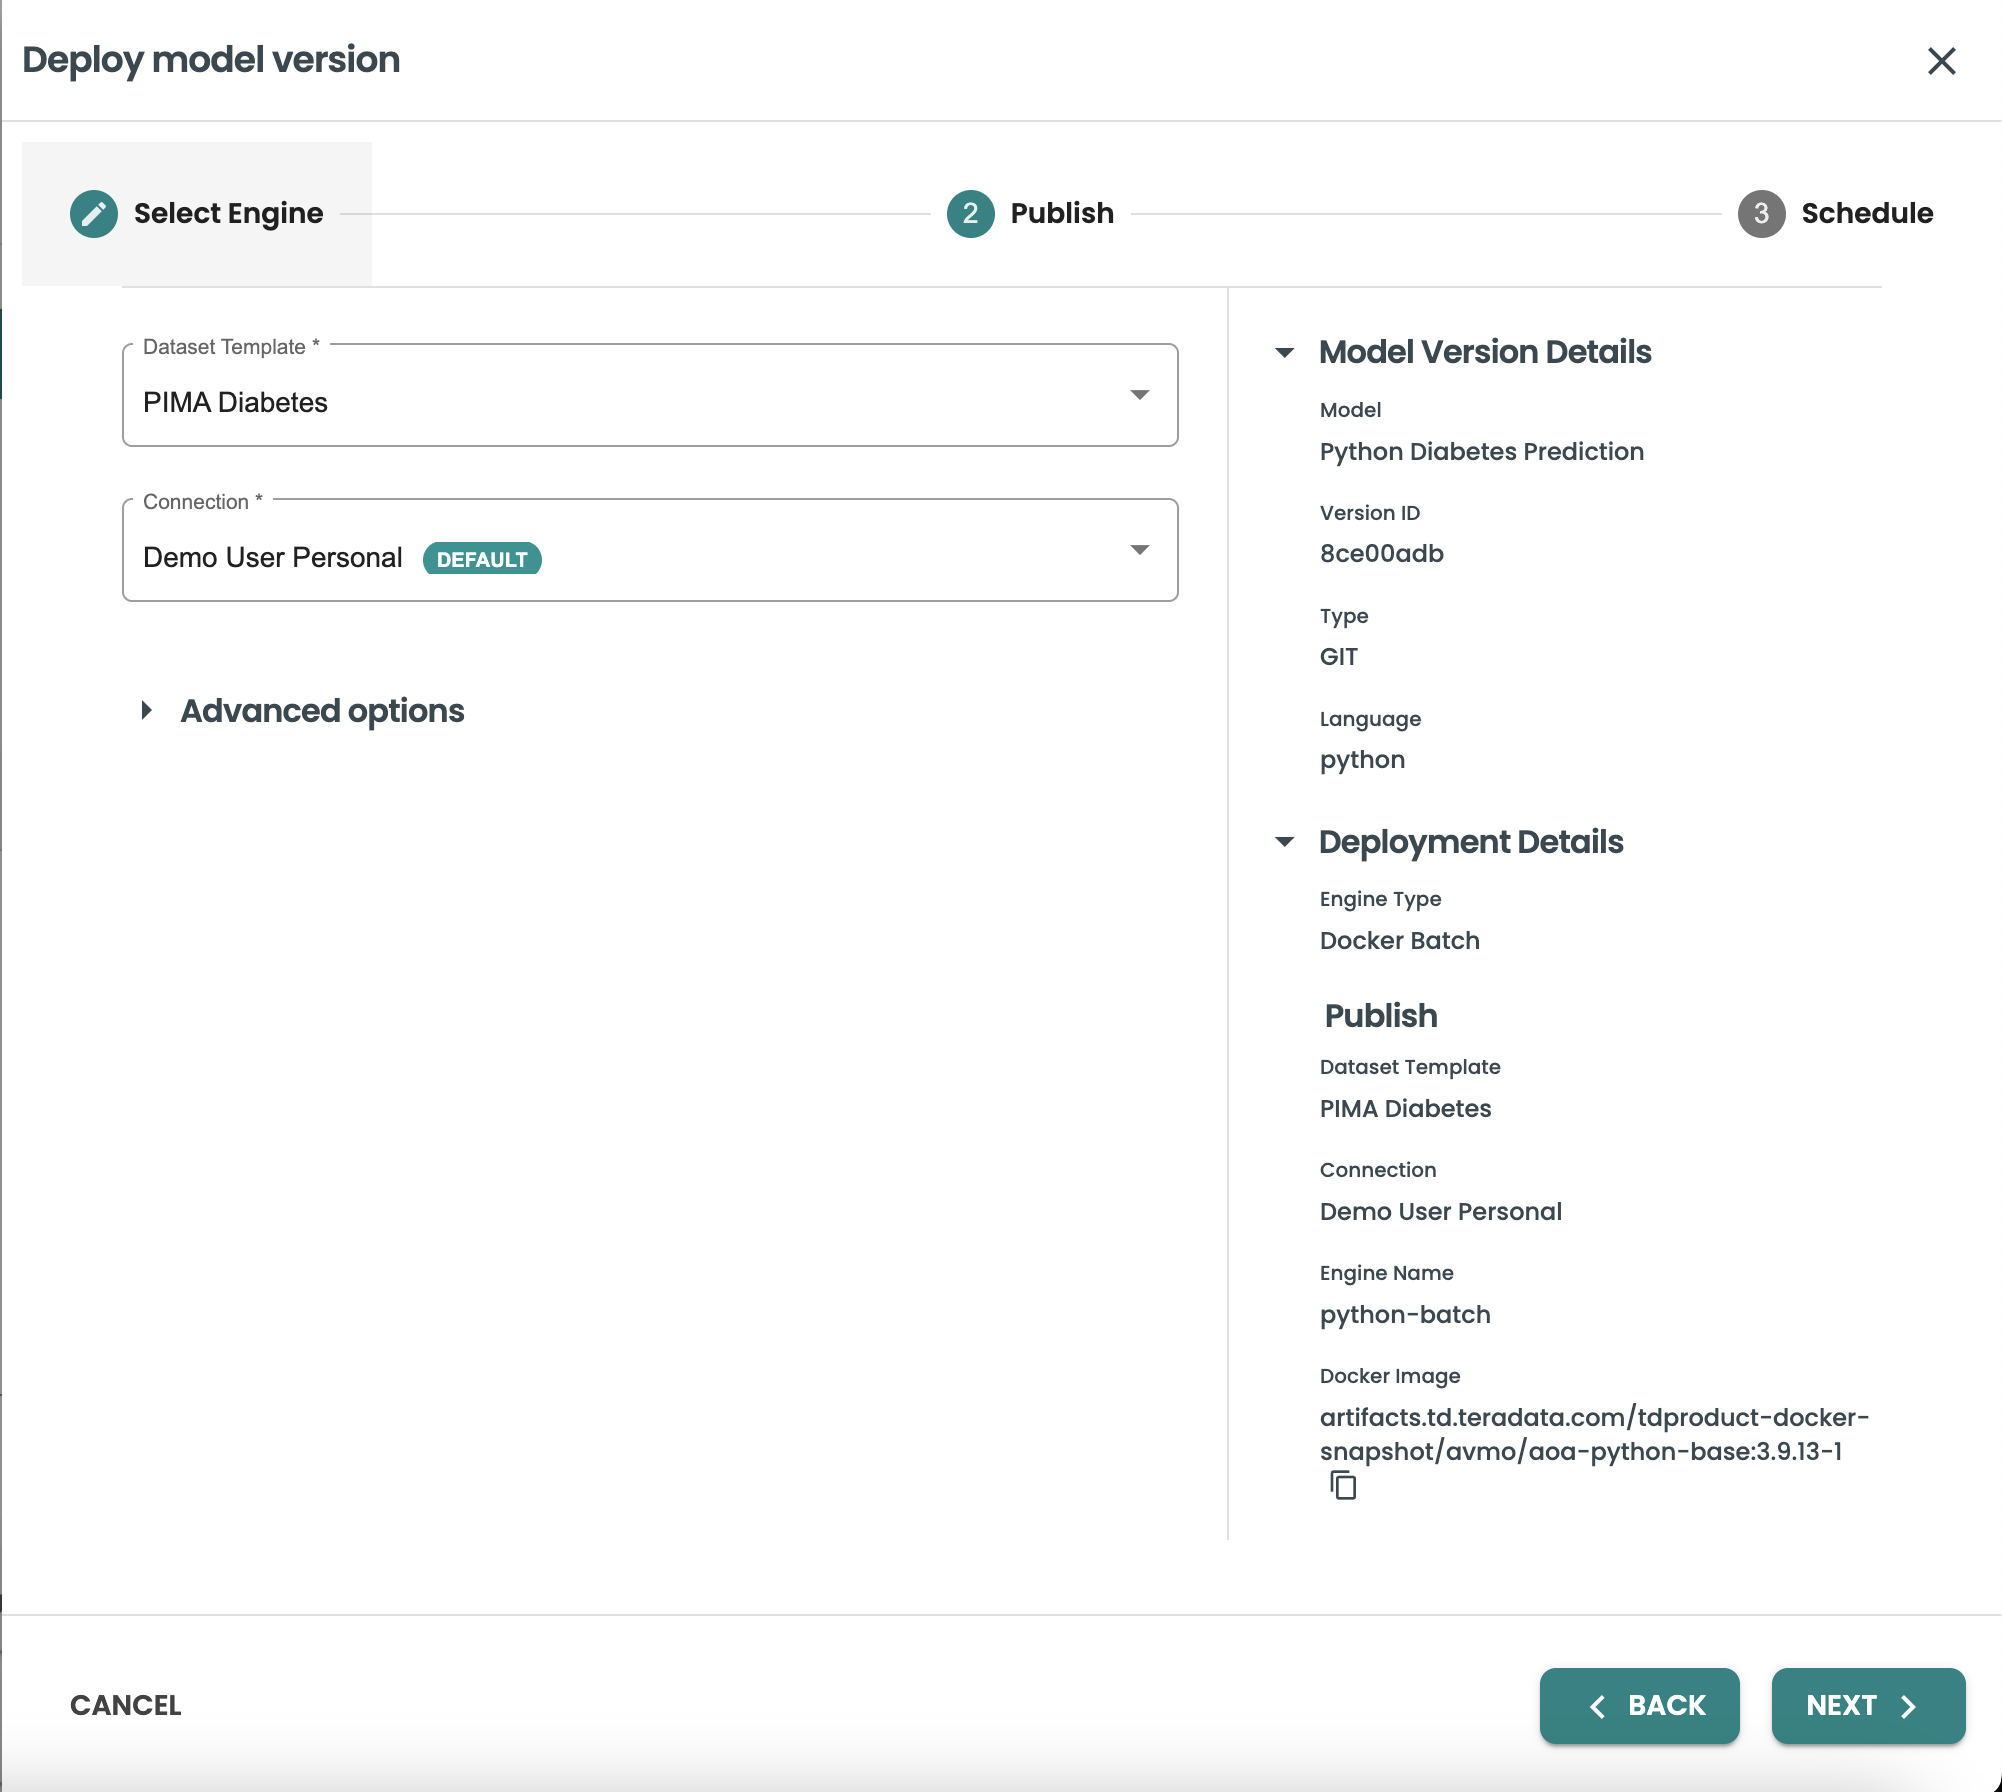 Deploy model version
Select Engine
2 Publish
3 Schedule
Dataset Template *
PIMA Diabetes
Connection *
Demo User Personal DEFAULT
Advanced options
Model Version Details
Model
Python Diabetes Prediction
Version ID
8ce00adb
Type
GIT
Language
python
Deployment Details
Engine Type
Docker Batch
Publish
Dataset Template
PIMA Diabetes
Connection
Demo User Personal
Engine Name
python-batch
Docker Image
artifacts.td.teradata.com/tdproduct-docker-
snapshot/avmo/aoa-python-base:3.9.13-1
CANCEL
BACK
NEXT